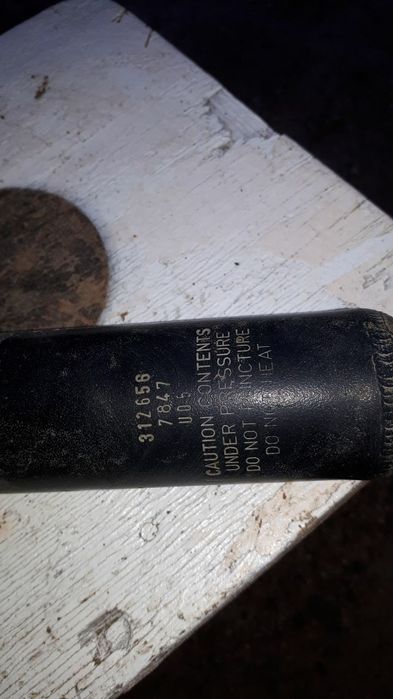 312656
7847
U05
CAUTION CONTENTS
UNDER PRESSURE
DO NOT PUNCTURE
DO NOT HEAT